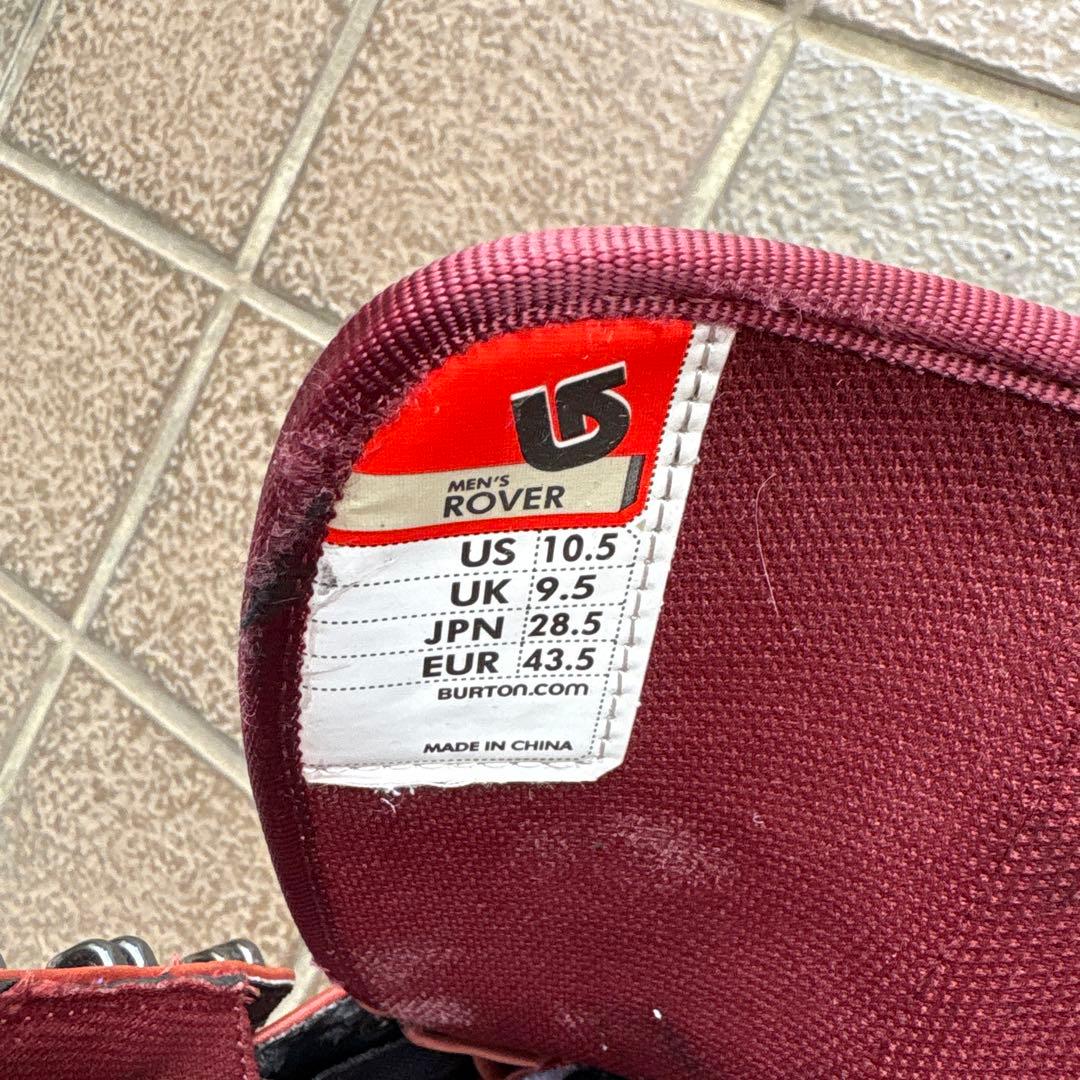 MEN'S
ROVER
US 10.5
UK 9.5
JPN 28.5
EUR 43.5
BURTON.COM
MADE IN CHINA